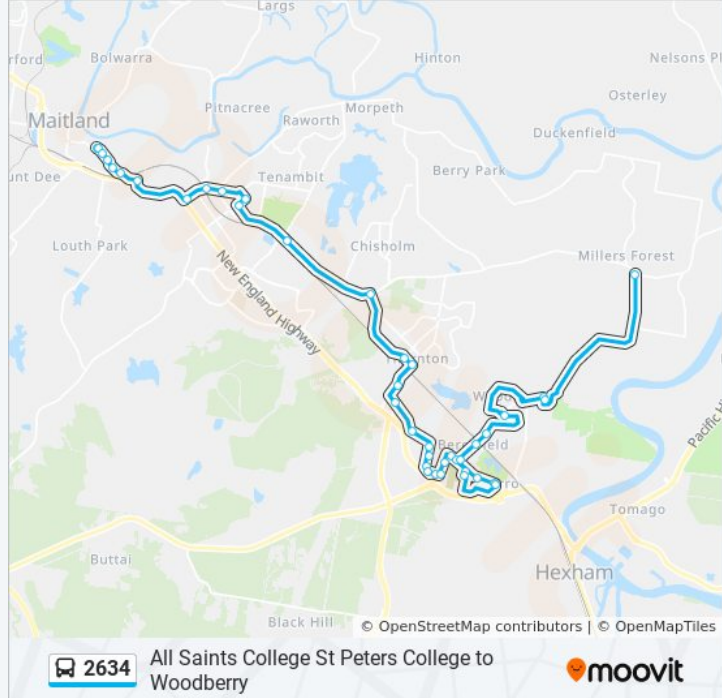 Largs
Bolwarra
Hinton
Nelsons Pl
rford
Pitnacree
Morpeth
Osterley
Maitland
Raworth
Duckenfield
unt Dee
Tenambit
Berry Park
Louth Park
Chisholm
Millers Forest
New England Highway
Pacific Hi
Tomago
Buttai
Hexham
Black Hill
© OpenStreetMap contributors | © OpenMapTiles
2634
All Saints College St Peters College to
Woodberry
moovit